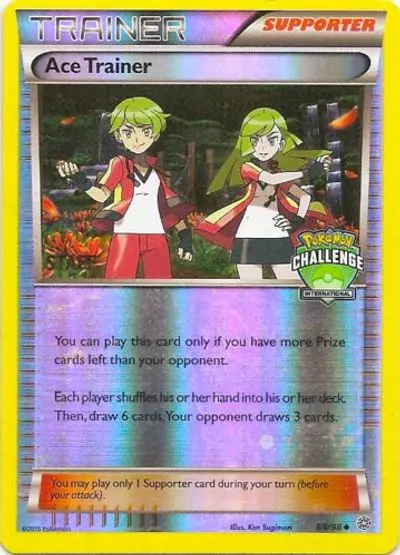 TRAINER
SUPPORTER
Ace Trainer
Pokémon
CHALLENGE
INTERNATIONAL
You can play this card only if you have more Prize
cards left than your opponent.
Each player shuffles his or her hand into his or her deck.
Then, draw 6 cards. Your opponent draws 3 cards.
You may play only 1 Supporter card during your turn (before
your attack).
©2015 Pokémon
Illus. Ken Sugimori
69/98